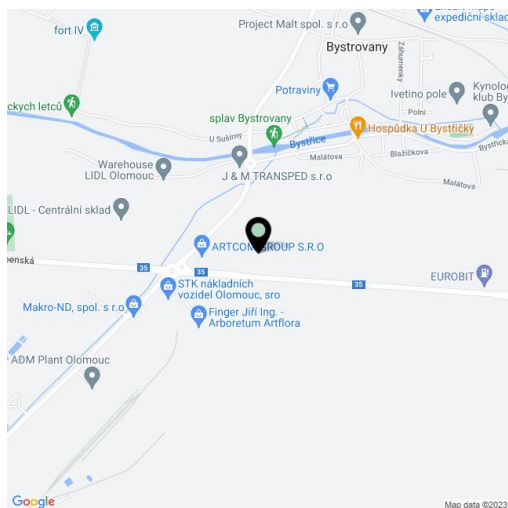 Project Malt spol. s r.o
expediční sklad
fort IV
Bystrovany
Záhumenky
Potraviny
Ivetino pole
Kynolog
klub By
ckych letců
splav Bystrovany
Polní
U Sušírny
Bystřice
Hospůdka U Bystřičky
Bystřická
Warehouse
LIDL Olomouc
Malátova
Blažíčkova
J & M TRANSPED s.r.o
Malátova
LIDL - Centrální sklad
ARTCOM GROUP S.R.O
penská
35
35
35
EUROBIT
STK nákladních
vozidel Olomouc, sro
Makro-ND, spol. s r.o
Finger Jiří Ing. -
Arboretum Artflora
ADM Plant Olomouc
Google
Map data ©2023